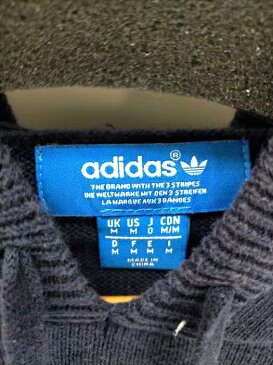 adidas®
THE BRAND WITH THE 3 STRIPES
DIE WELTMARKE MIT DEN 3 STREIFEN
LA MARQUE AUX 3 BANDES
UK US J CDN
M M O M/M
D F E I
M M M M
MADE IN
CHINA